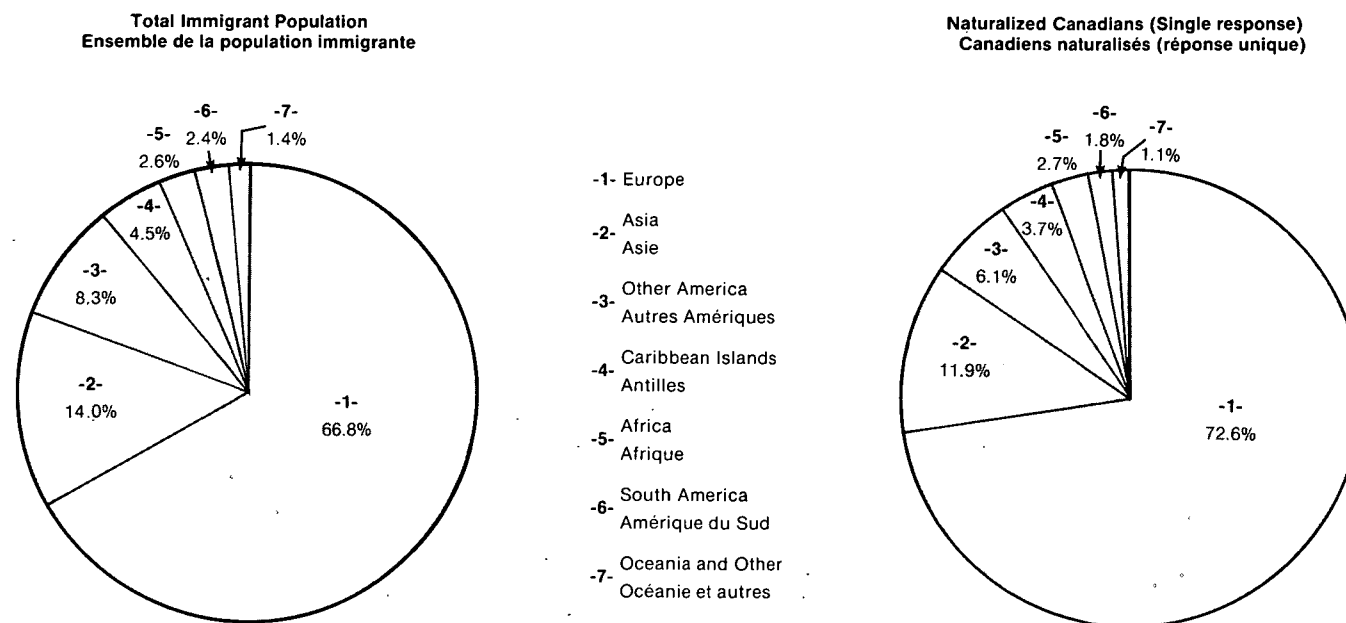 Total Immigrant Population
Ensemble de la population immigrante
-6-
-7-
-5-
2.4%
1.4%
2.6%
-4-
4.5%
-3-
8.3%
-2-
14.0%
-1-
66.8%
-1- Europe
-2- Asia
Asie
-3- Other America
Autres Amériques
-4- Caribbean Islands
Antilles
-5- Africa
Afrique
-6- South America
Amérique du Sud
-7- Oceania and Other
Océanie et autres
Naturalized Canadians (Single response)
Canadiens naturalisés (réponse unique)
-6-
-7-
-5-
1.8%
1.1%
2.7%
-4-
3.7%
-3-
6.1%
-2-
11.9%
-1-
72.6%